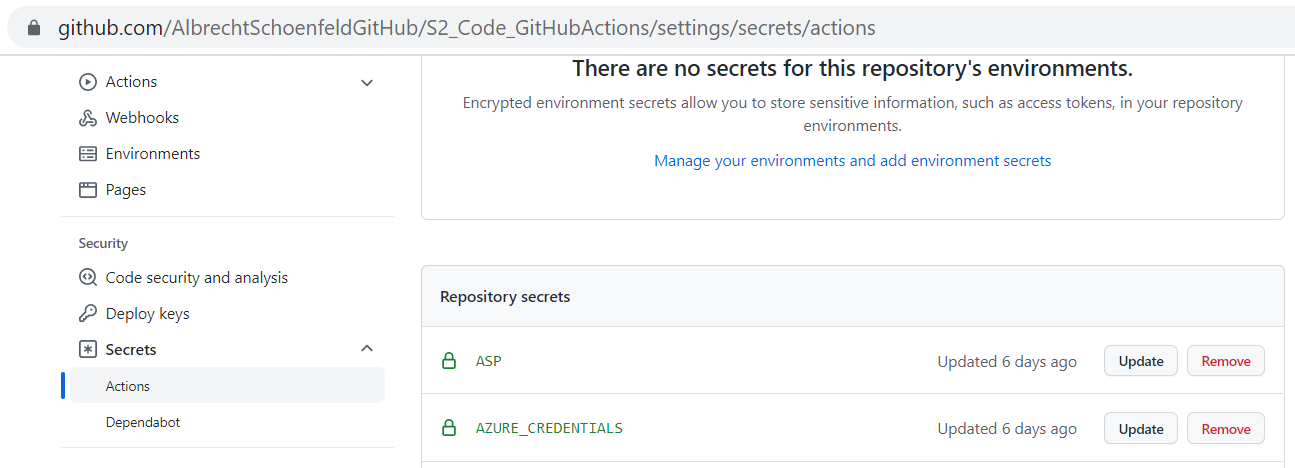 github.com/AlbrechtSchoenfeldGitHub/S2_Code_GitHubActions/settings/secrets/actions
Actions
Webhooks
Environments
Pages
Security
Code security and analysis
Deploy keys
Secrets
Actions
Dependabot
There are no secrets for this repository's environments.
Encrypted environment secrets allow you to store sensitive information, such as access tokens, in your repository
environments.
Manage your environments and add environment secrets
Repository secrets
ASP Updated 6 days ago Update Remove
AZURE_CREDENTIALS Updated 6 days ago Update Remove